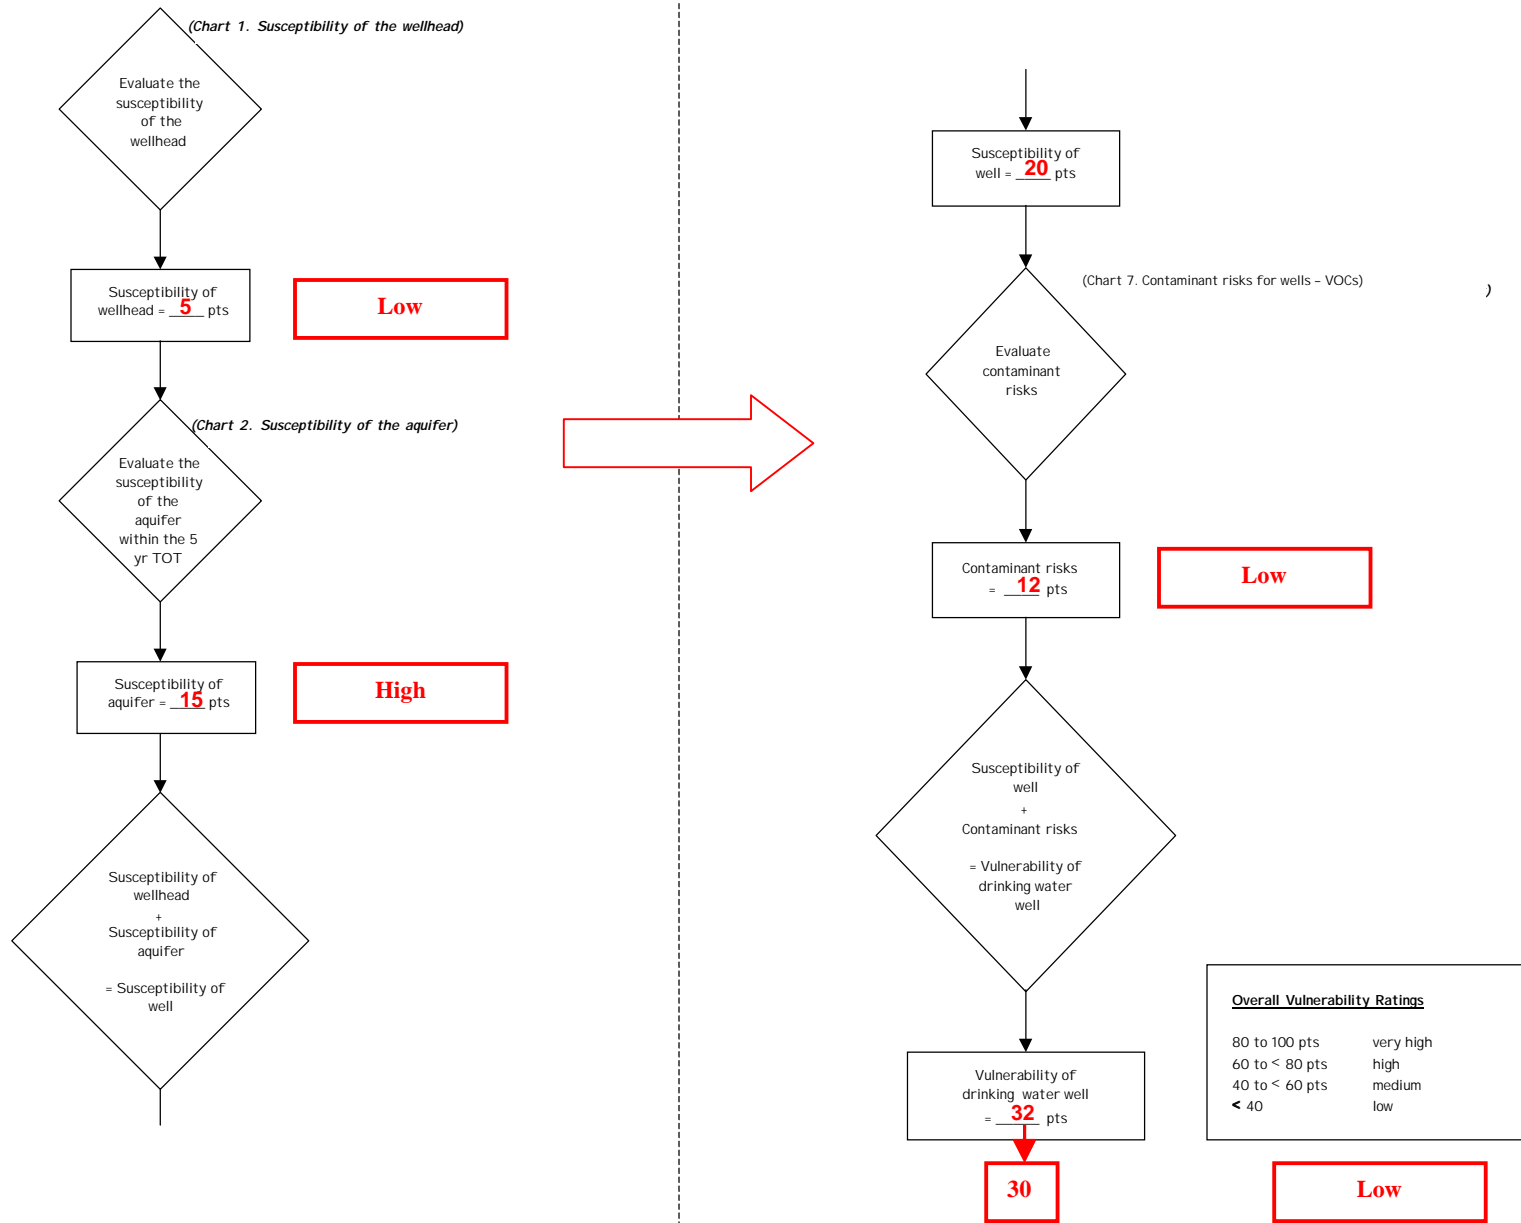 (Chart 1. Susceptibility of the wellhead)
Evaluate the
susceptibility
of the
wellhead
Susceptibility of
wellhead = 5 pts
Low
(Chart 2. Susceptibility of the aquifer)
Evaluate the
susceptibility
of the
aquifer
within the 5
yr TOT
Susceptibility of
aquifer = 15 pts
High
Susceptibility of
wellhead
+
Susceptibility of
aquifer
= Susceptibility of
well
Susceptibility of
well = 20 pts
(Chart 7. Contaminant risks for wells – VOCs)
)
Evaluate
contaminant
risks
Contaminant risks
= 12 pts
Low
Susceptibility of
well
+
Contaminant risks
= Vulnerability of
drinking water
well
Vulnerability of
drinking water well
= 32 pts
30
Overall Vulnerability Ratings
80 to 100 pts very high
60 to < 80 pts high
40 to < 60 pts medium
< 40 low
Low